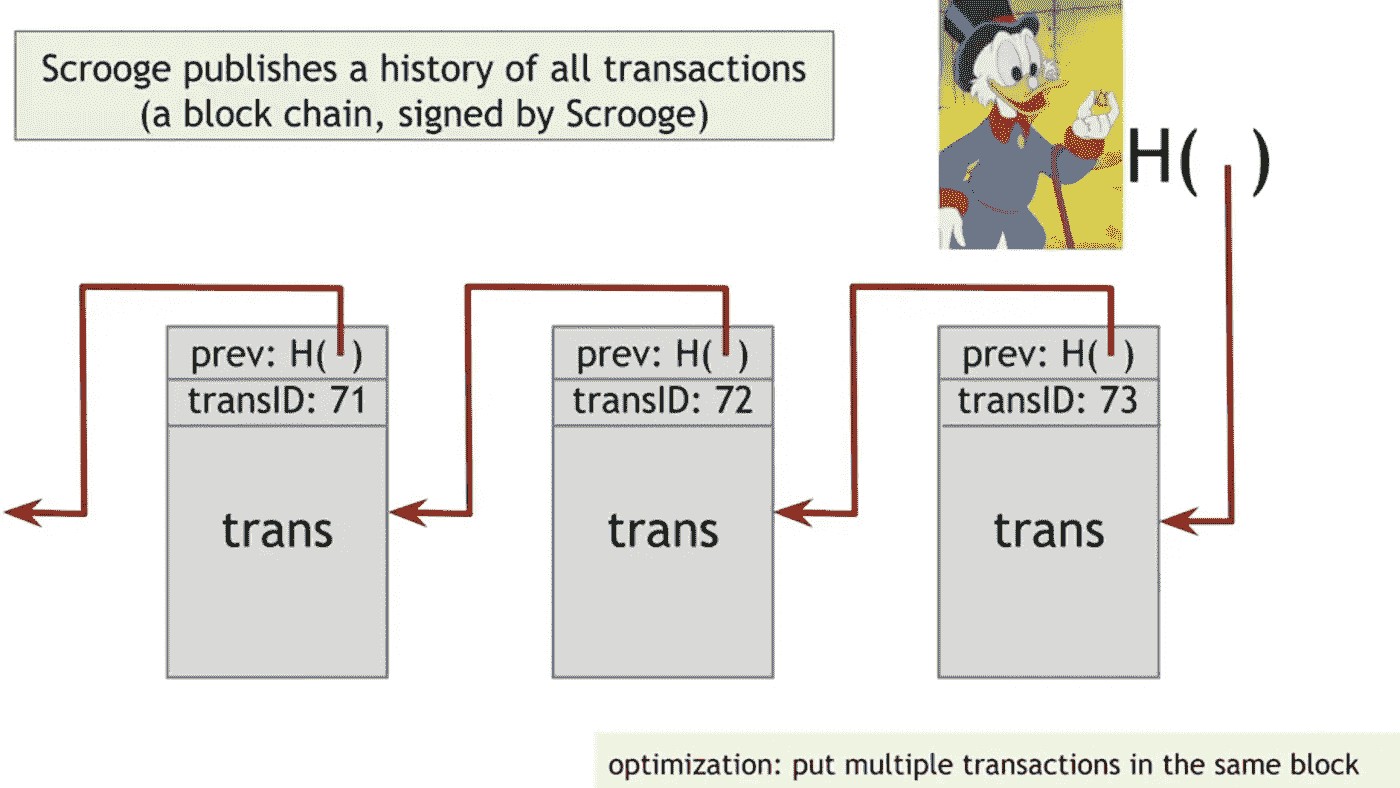 Scrooge publishes a history of all transactions
(a block chain, signed by Scrooge)
H( )
prev: H( )
transID: 71
trans
prev: H( )
transID: 72
trans
prev: H( )
transID: 73
trans
optimization: put multiple transactions in the same block